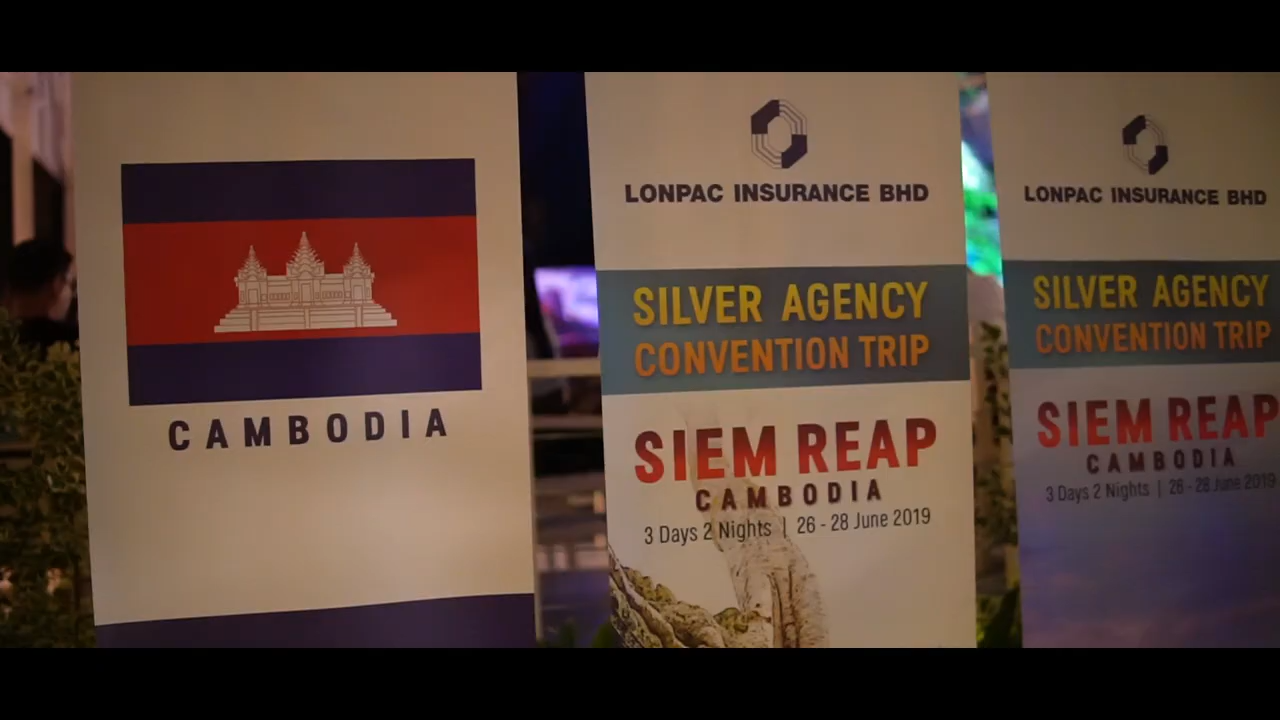 CAMBODIA
LONPAC INSURANCE BHD
SILVER AGENCY
CONVENTION TRIP
SIEM REAP
CAMBODIA
3 Days 2 Nights | 26 - 28 June 2019
LONPAC INSURANCE BHD
SILVER AGENCY
CONVENTION TRIP
SIEM REAP
CAMBODIA
3 Days 2 Nights | 26 - 28 June 2019